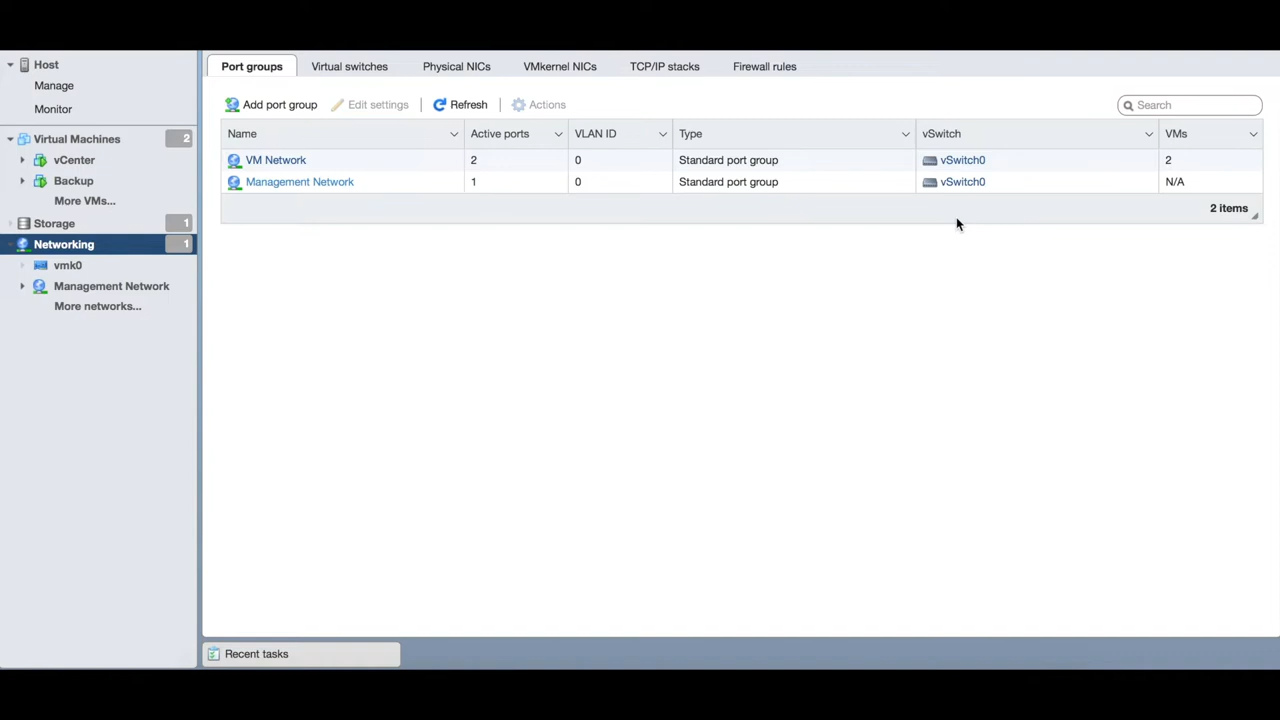 Host
Manage
Monitor
Virtual Machines 2
vCenter
Backup
More VMs...
Storage 1
Networking 1
vmk0
Management Network
More networks...
Port groups Virtual switches Physical NICs VMkernel NICs TCP/IP stacks Firewall rules
Add port group Edit settings Refresh Actions Search
Name Active ports VLAN ID Type vSwitch VMs
VM Network 2 0 Standard port group vSwitch0 2
Management Network 1 0 Standard port group vSwitch0 N/A
2 items
Recent tasks